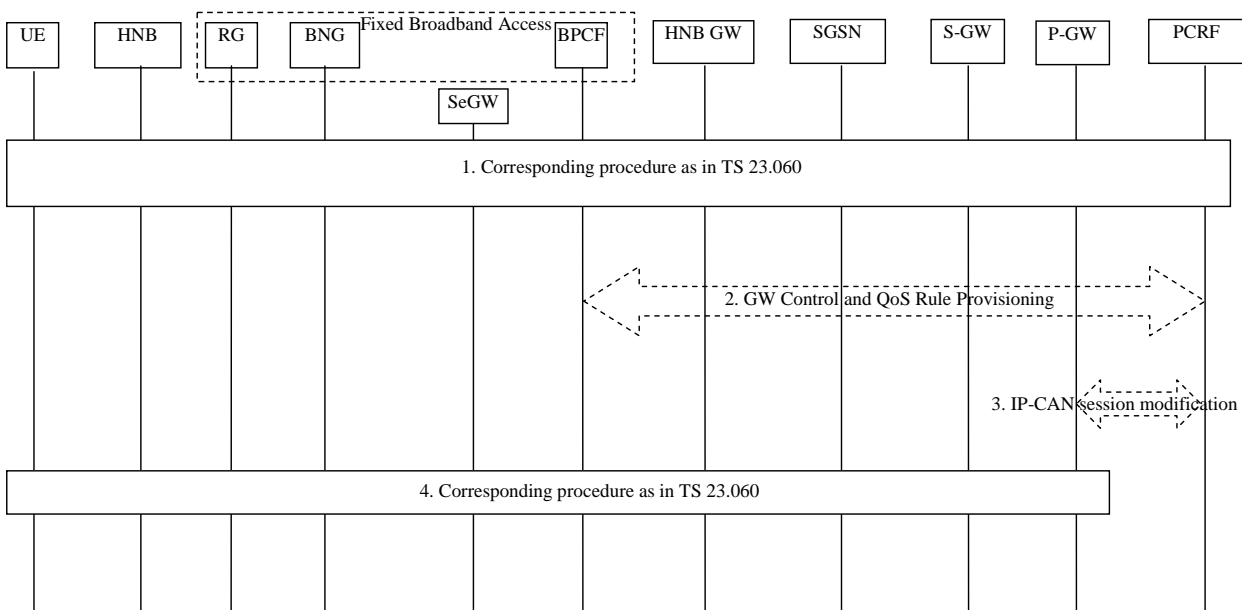 Fixed Broadband Access
UE
HNB
RG
BNG
BPCF
HNB GW
SGSN
S-GW
P-GW
PCRF
SeGW
1. Corresponding procedure as in TS 23.060
2. GW Control and QoS Rule Provisioning
3. IP-CAN session modification
4. Corresponding procedure as in TS 23.060